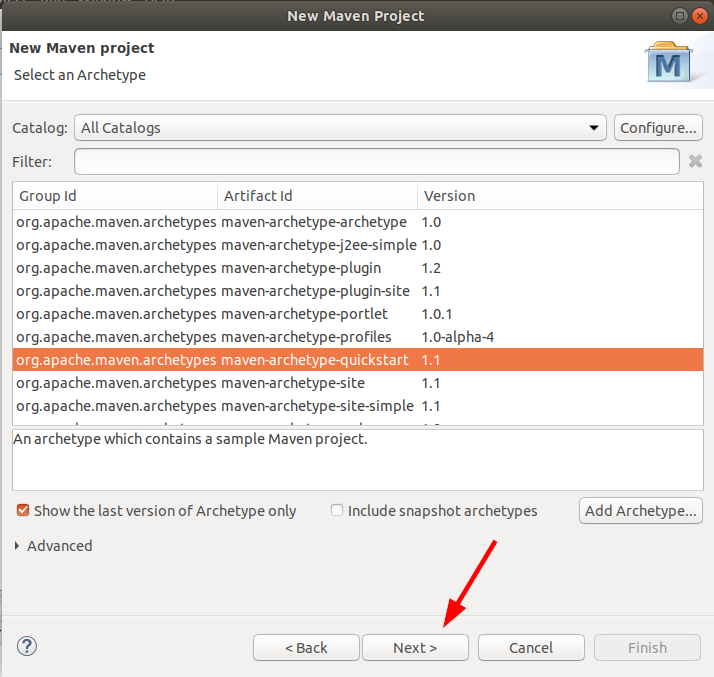 New Maven Project
New Maven project
Select an Archetype
M
Catalog: All Catalogs Configure...
Filter:
Group Id Artifact Id Version
org.apache.maven.archetypes maven-archetype-archetype 1.0
org.apache.maven.archetypes maven-archetype-j2ee-simple 1.0
org.apache.maven.archetypes maven-archetype-plugin 1.2
org.apache.maven.archetypes maven-archetype-plugin-site 1.1
org.apache.maven.archetypes maven-archetype-portlet 1.0.1
org.apache.maven.archetypes maven-archetype-profiles 1.0-alpha-4
org.apache.maven.archetypes maven-archetype-quickstart 1.1
org.apache.maven.archetypes maven-archetype-site 1.1
org.apache.maven.archetypes maven-archetype-site-simple 1.1
An archetype which contains a sample Maven project.
Show the last version of Archetype only Include snapshot archetypes Add Archetype...
Advanced
? < Back Next > Cancel Finish